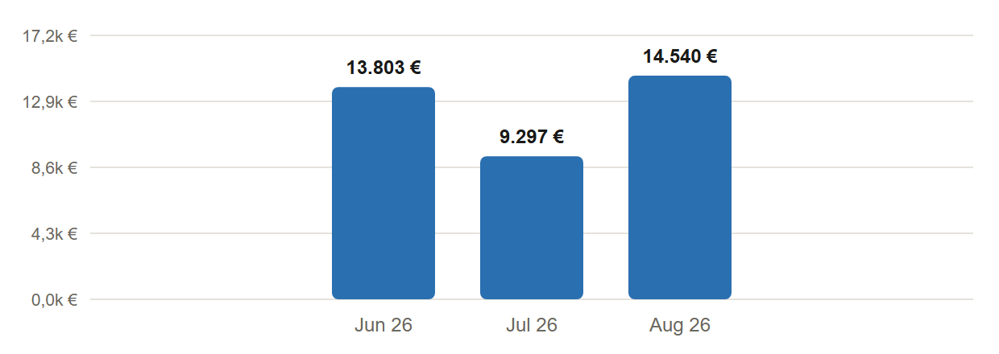 17,2k €
14.540 €
13.803 €
12,9k €
9.297 €
8,6k €
4,3k €
0,0k €
Jun 26 Jul 26 Aug 26